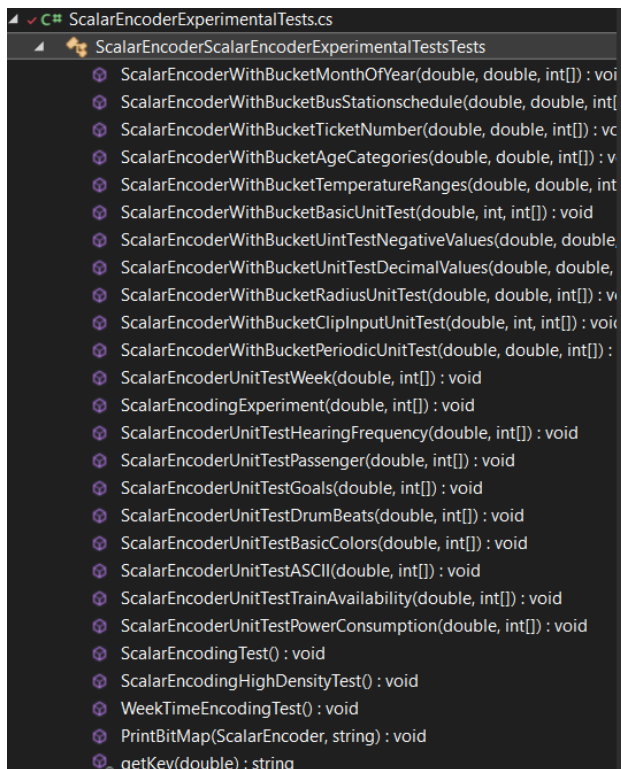 C# ScalarEncoderExperimentalTests.cs
ScalarEncoderScalarEncoderExperimentalTestsTests
ScalarEncoderWithBucketMonthOfYear(double, double, int[]) : voi
ScalarEncoderWithBucketBusStationschedule(double, double, int[
ScalarEncoderWithBucketTicketNumber(double, double, int[]) : vo
ScalarEncoderWithBucketAgeCategories(double, double, int[]) : v
ScalarEncoderWithBucketTemperatureRanges(double, double, int
ScalarEncoderWithBucketBasicUnitTest(double, int, int[]) : void
ScalarEncoderWithBucketUintTestNegativeValues(double, double,
ScalarEncoderWithBucketUnitTestDecimalValues(double, double,
ScalarEncoderWithBucketRadiusUnitTest(double, double, int[]) : v
ScalarEncoderWithBucketClipInputUnitTest(double, int, int[]) : voi
ScalarEncoderWithBucketPeriodicUnitTest(double, double, int[]) :
ScalarEncoderUnitTestWeek(double, int[]) : void
ScalarEncodingExperiment(double, int[]) : void
ScalarEncoderUnitTestHearingFrequency(double, int[]) : void
ScalarEncoderUnitTestPassenger(double, int[]) : void
ScalarEncoderUnitTestGoals(double, int[]) : void
ScalarEncoderUnitTestDrumBeats(double, int[]) : void
ScalarEncoderUnitTestBasicColors(double, int[]) : void
ScalarEncoderUnitTestASCII(double, int[]) : void
ScalarEncoderUnitTestTrainAvailability(double, int[]) : void
ScalarEncoderUnitTestPowerConsumption(double, int[]) : void
ScalarEncodingTest() : void
ScalarEncodingHighDensityTest() : void
WeekTimeEncodingTest() : void
PrintBitMap(ScalarEncoder, string) : void
getKey(double) : string